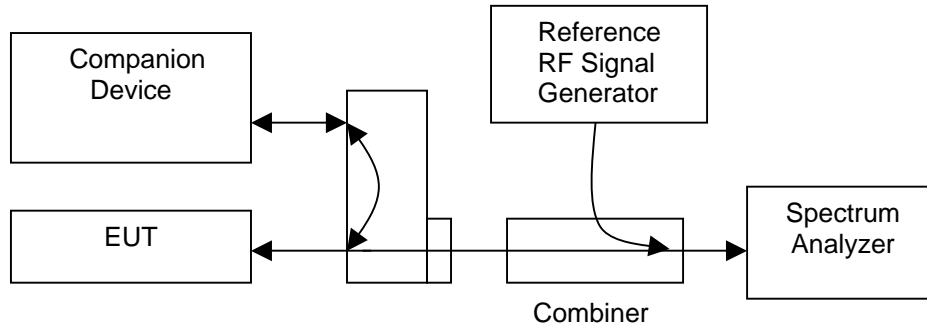 Companion
Device
Reference
RF Signal
Generator
EUT
Spectrum
Analyzer
Combiner